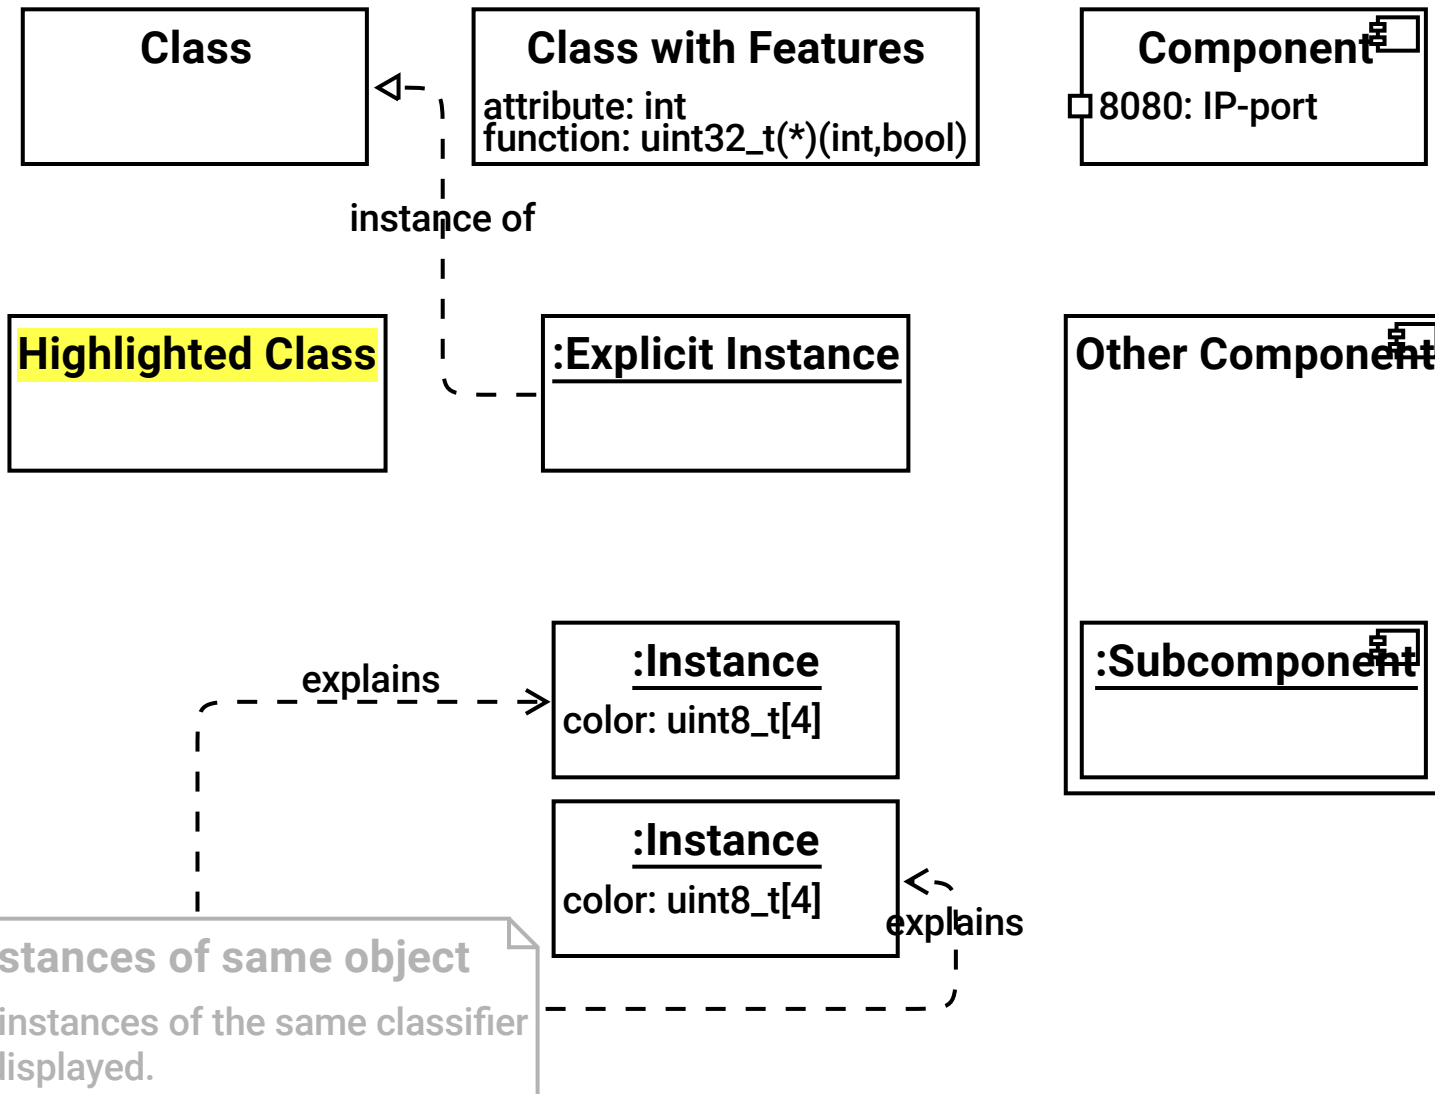 Class
Class with Features
attribute: int
function: uint32_t(*)(int,bool)
Component
8080: IP-port
instance of
Highlighted Class
:Explicit Instance
Other Component
explains
:Instance
color: uint8_t[4]
:Subcomponent
:Instance
color: uint8_t[4]
explains
of same object
instances of the same classifier
displayed.